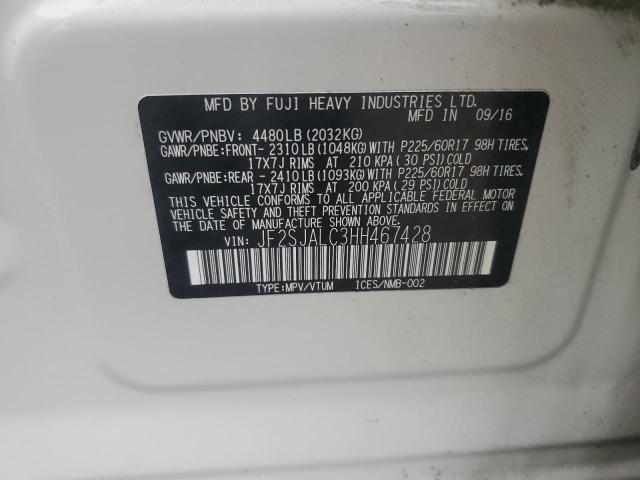 MFD BY FUJI HEAVY INDUSTRIES LTD.
MFD IN 09/16
GVWR/PNBV: 4480LB (2032KG)
GAWR/PNBE:FRONT- 2310LB (1048KG)WITH P225/60R17 98H TIRES,
17X7J RIMS AT 210 KPA ( 30 PSI)COLD
GAWR/PNBE:REAR - 2410LB (1093KG)WITH P225/60R17 98H TIRES,
17X7J RIMS AT 200 KPA ( 29 PSI)COLD
THIS VEHICLE CONFORMS TO ALL APPLICABLE FEDERAL MOTOR
VEHICLE SAFETY AND THEFT PREVENTION STANDARDS IN EFFECT
ON THE DATE OF MANUFACTURE SHOWN ABOVE.
VIN: JF2SJALC3HH467428
TYPE:MPV/VTUM ICES/NMB-002